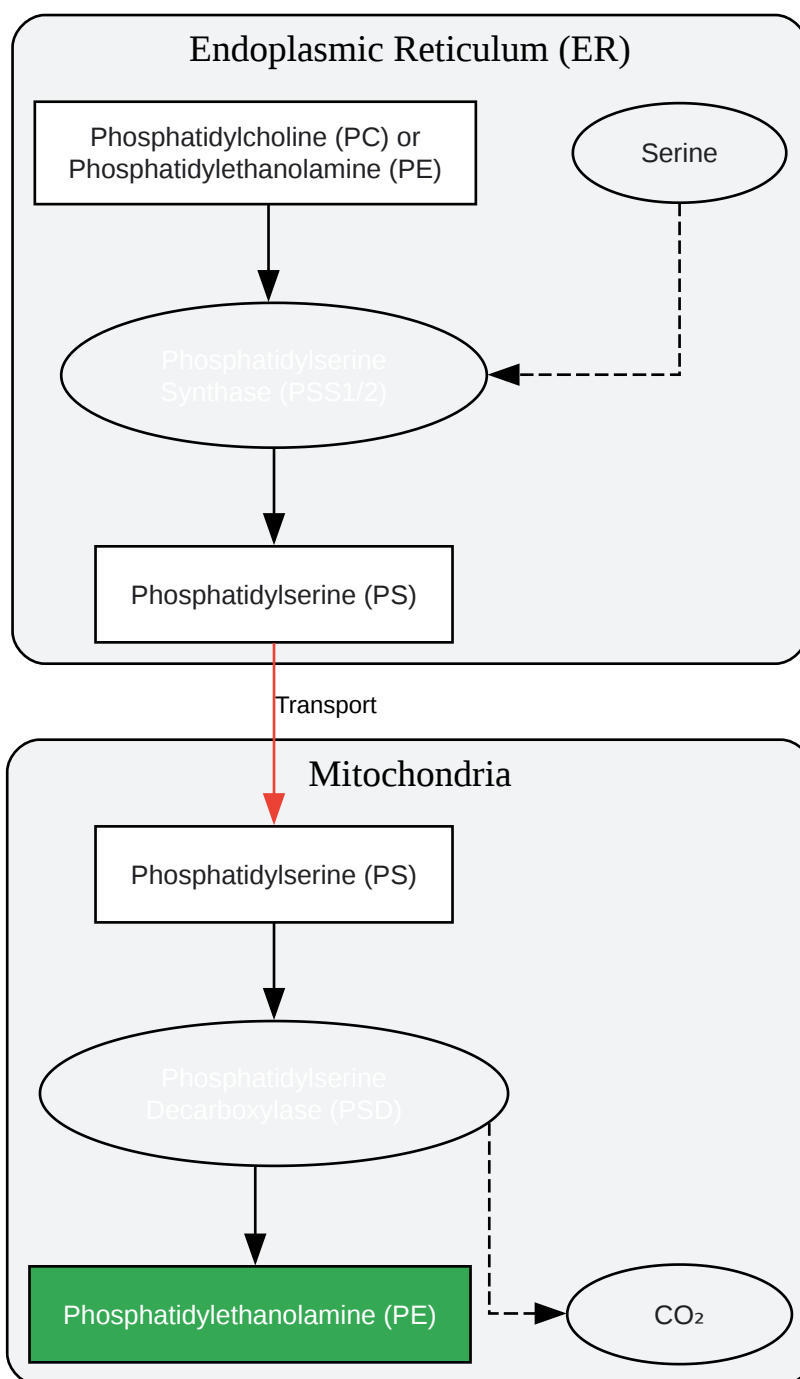 Endoplasmic Reticulum (ER)
Phosphatidylcholine (PC) or
Phosphatidylethanolamine (PE)
Serine
Phosphatidylserine
Synthase (PSS1/2)
Phosphatidylserine (PS)
Transport
Mitochondria
Phosphatidylserine (PS)
Phosphatidylserine
Decarboxylase (PSD)
Phosphatidylethanolamine (PE)
CO₂